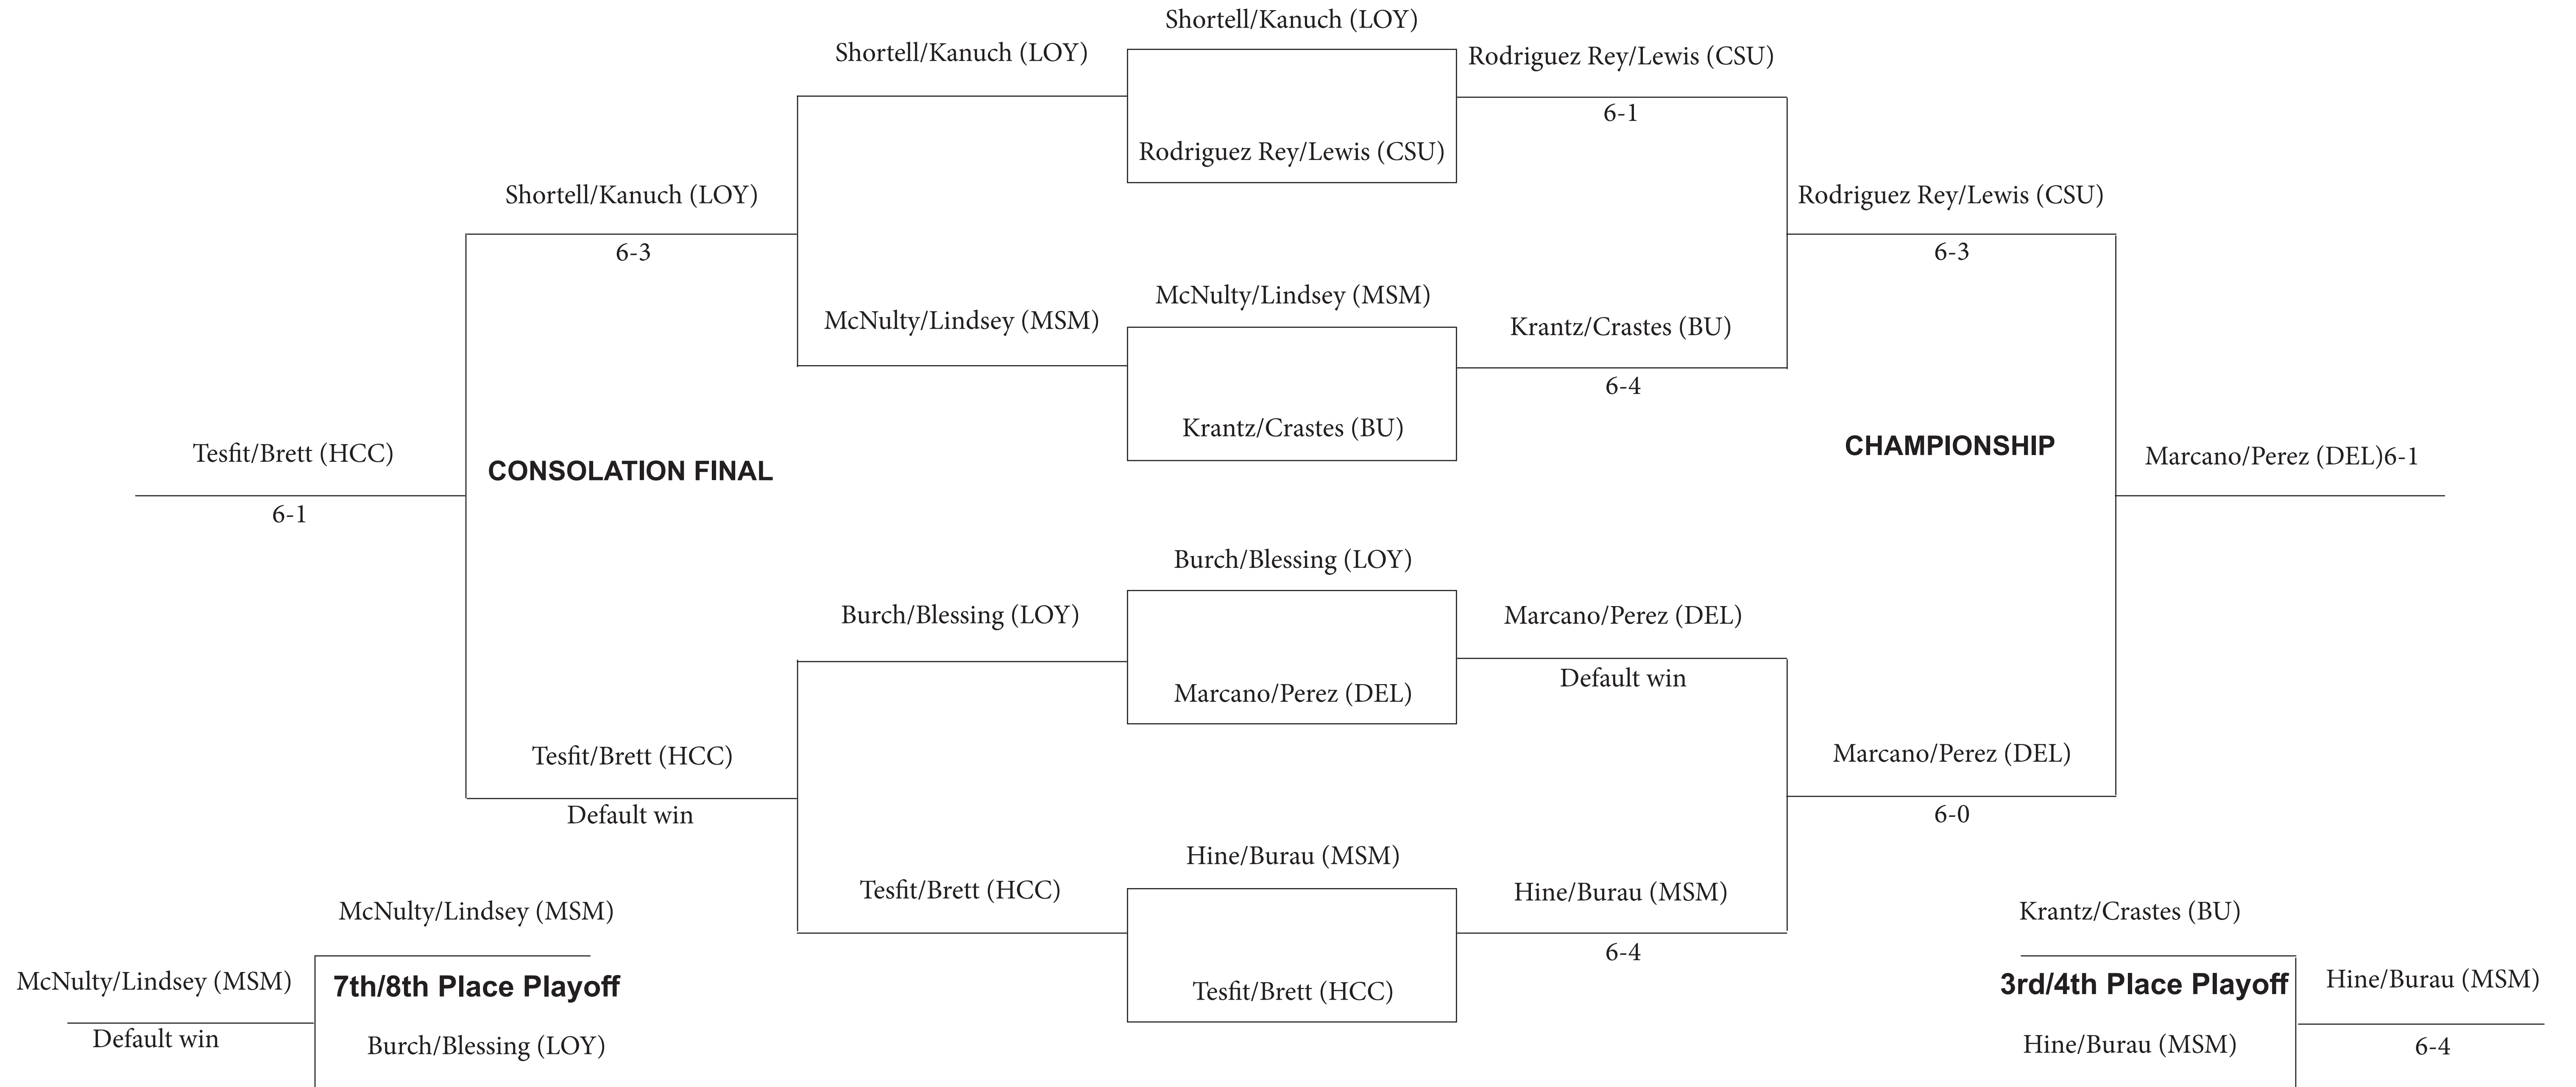 Shortell/Kanuch (LOY)
Shortell/Kanuch (LOY)
Rodriguez Rey/Lewis (CSU)
6-1
Rodriguez Rey/Lewis (CSU)
Shortell/Kanuch (LOY)
6-3
Rodriguez Rey/Lewis (CSU)
6-3
McNulty/Lindsey (MSM)
McNulty/Lindsey (MSM)
Krantz/Crastes (BU)
6-4
Krantz/Crastes (BU)
Tesfit/Brett (HCC)
6-1
CONSOLATION FINAL
CHAMPIONSHIP
Marcano/Perez (DEL)6-1
Burch/Blessing (LOY)
Burch/Blessing (LOY)
Marcano/Perez (DEL)
Default win
Marcano/Perez (DEL)
Tesfit/Brett (HCC)
Default win
Marcano/Perez (DEL)
6-0
Hine/Burau (MSM)
Tesfit/Brett (HCC)
Hine/Burau (MSM)
6-4
Tesfit/Brett (HCC)
McNulty/Lindsey (MSM)
McNulty/Lindsey (MSM)
7th/8th Place Playoff
Default win
Burch/Blessing (LOY)
Krantz/Crastes (BU)
3rd/4th Place Playoff
Hine/Burau (MSM)
Hine/Burau (MSM)
6-4